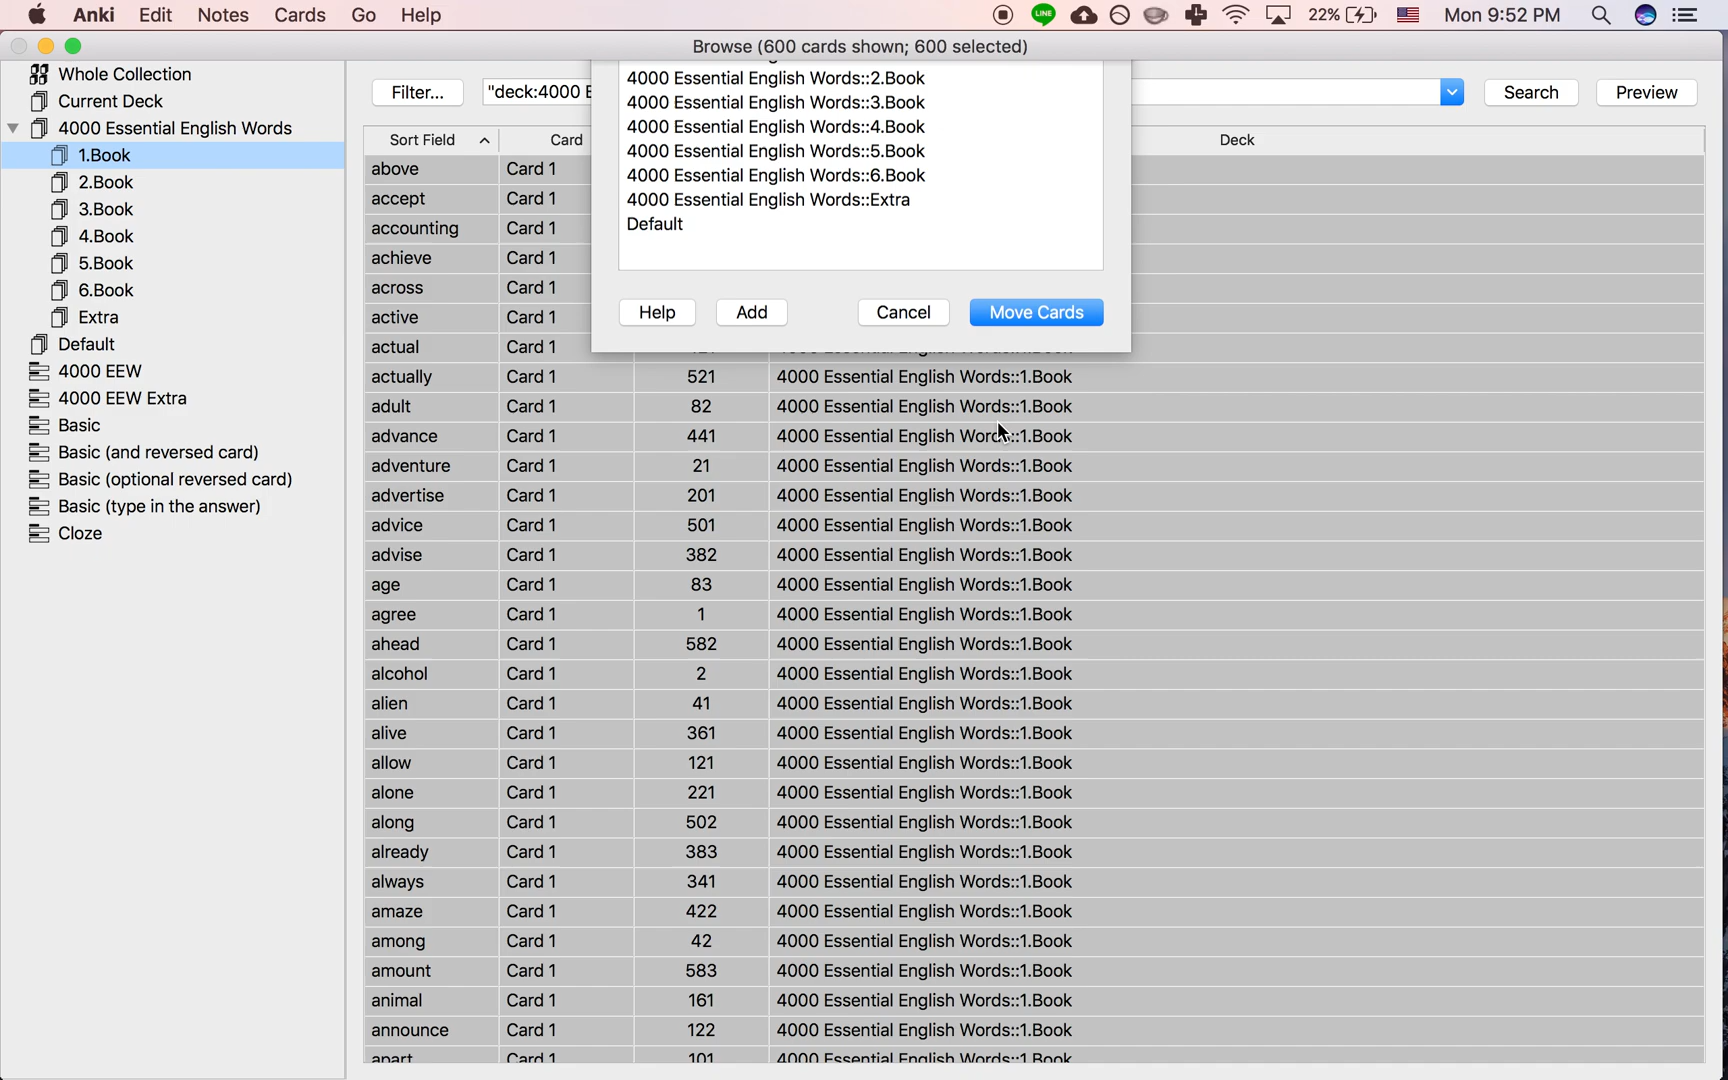 Anki Edit Notes Cards Go Help LINE 22% Mon 9:52 PM
Browse (600 cards shown; 600 selected)
Whole Collection
Current Deck
4000 Essential English Words
1.Book
2.Book
3.Book
4.Book
5.Book
6.Book
Extra
Default
4000 EEW
4000 EEW Extra
Basic
Basic (and reversed card)
Basic (optional reversed card)
Basic (type in the answer)
Cloze
4000 Essential English Words::2.Book
4000 Essential English Words::3.Book
4000 Essential English Words::4.Book
4000 Essential English Words::5.Book
4000 Essential English Words::6.Book
4000 Essential English Words::Extra
Default
Help Add Cancel Move Cards
Filter... "deck:4000 E Search Preview
Sort Field Card Deck
above Card 1
accept Card 1
accounting Card 1
achieve Card 1
across Card 1
active Card 1
actual Card 1
actually Card 1 521 4000 Essential English Words::1.Book
adult Card 1 82 4000 Essential English Words::1.Book
advance Card 1 441 4000 Essential English Words::1.Book
adventure Card 1 21 4000 Essential English Words::1.Book
advertise Card 1 201 4000 Essential English Words::1.Book
advice Card 1 501 4000 Essential English Words::1.Book
advise Card 1 382 4000 Essential English Words::1.Book
age Card 1 83 4000 Essential English Words::1.Book
agree Card 1 1 4000 Essential English Words::1.Book
ahead Card 1 582 4000 Essential English Words::1.Book
alcohol Card 1 2 4000 Essential English Words::1.Book
alien Card 1 41 4000 Essential English Words::1.Book
alive Card 1 361 4000 Essential English Words::1.Book
allow Card 1 121 4000 Essential English Words::1.Book
alone Card 1 221 4000 Essential English Words::1.Book
along Card 1 502 4000 Essential English Words::1.Book
already Card 1 383 4000 Essential English Words::1.Book
always Card 1 341 4000 Essential English Words::1.Book
amaze Card 1 422 4000 Essential English Words::1.Book
among Card 1 42 4000 Essential English Words::1.Book
amount Card 1 583 4000 Essential English Words::1.Book
animal Card 1 161 4000 Essential English Words::1.Book
announce Card 1 122 4000 Essential English Words::1.Book
apart Card 1 101 4000 Essential English Words::1.Book